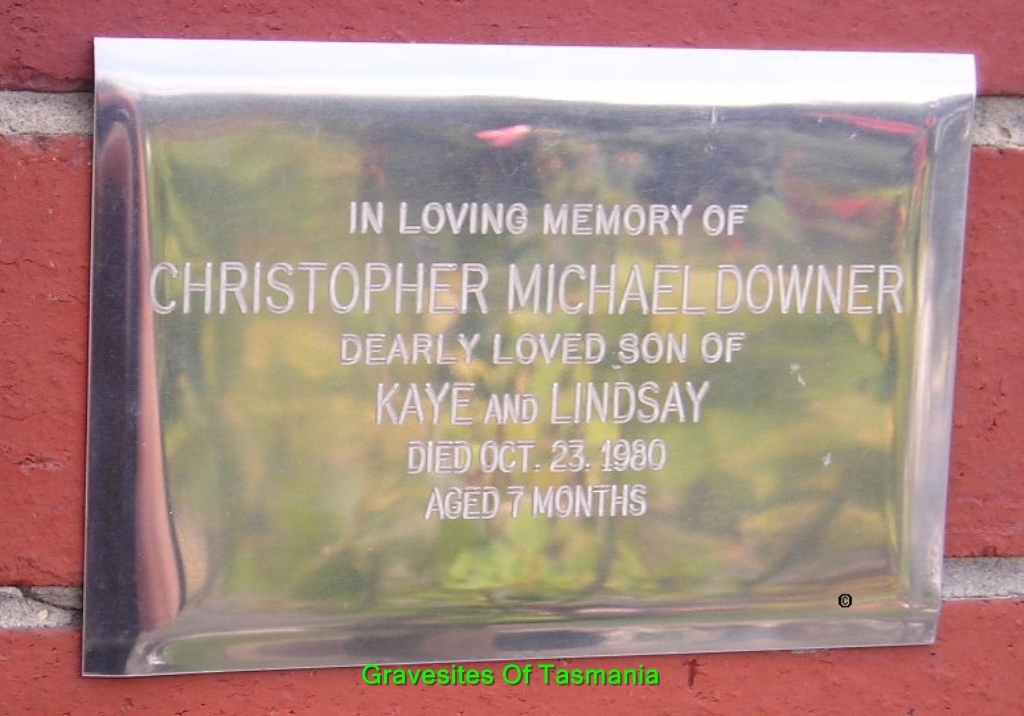 IN LOVING MEMORY OF
CHRISTOPHER MICHAEL DOWNER
DEARLY LOVED SON OF
KAYE AND LINDSAY
DIED OCT. 23. 1980
AGED 7 MONTHS
©
Gravesites Of Tasmania